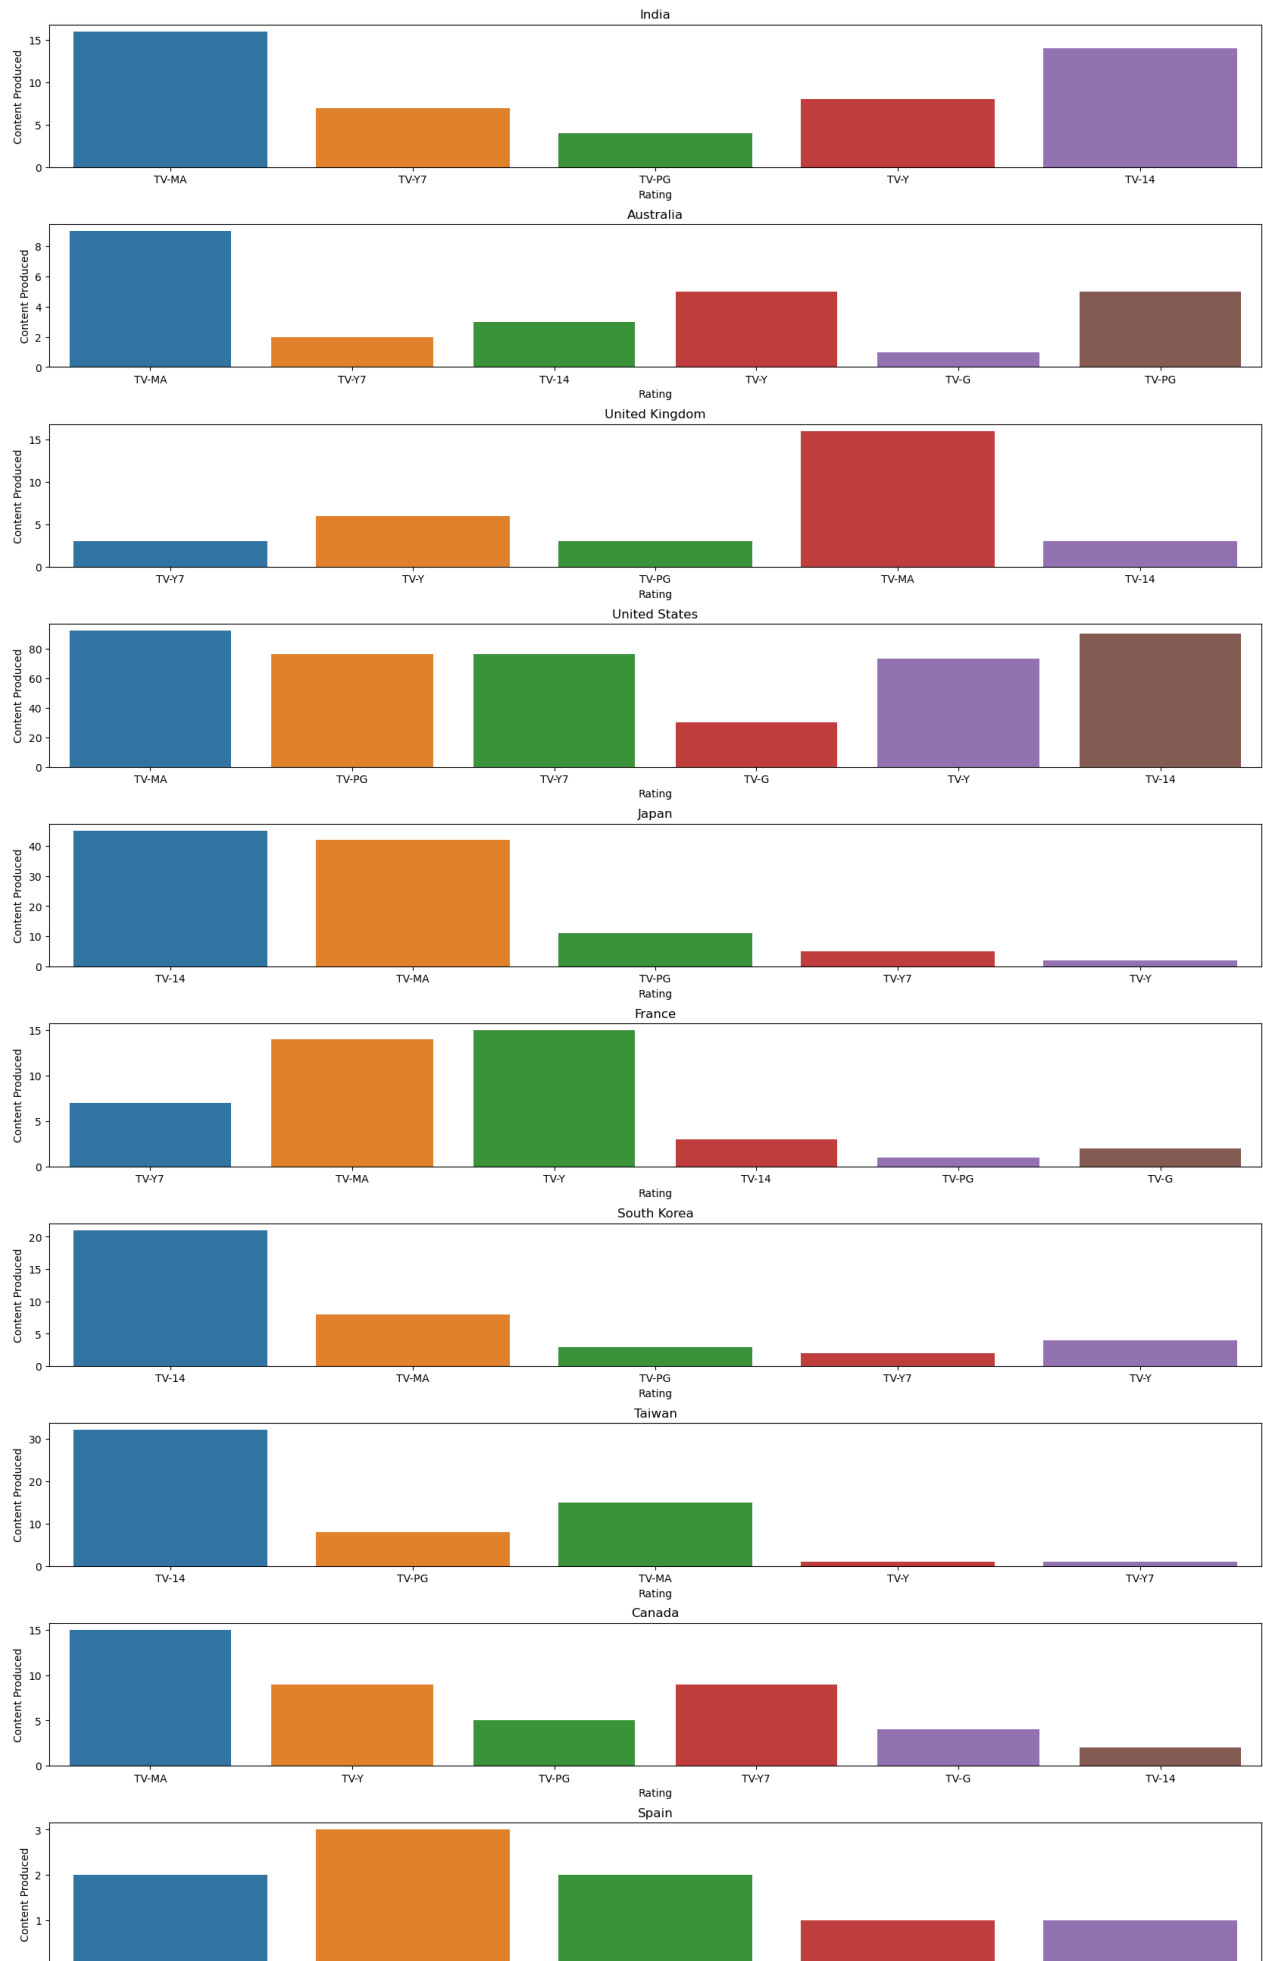 India
15
10
5
0
Content Produced
TV-MA TV-Y7 TV-PG TV-Y TV-14
Rating
Australia
8
6
4
2
0
Content Produced
TV-MA TV-Y7 TV-14 TV-Y TV-G TV-PG
Rating
United Kingdom
15
10
5
0
Content Produced
TV-Y7 TV-Y TV-PG TV-MA TV-14
Rating
United States
80
60
40
20
0
Content Produced
TV-MA TV-PG TV-Y7 TV-G TV-Y TV-14
Rating
Japan
40
30
20
10
0
Content Produced
TV-14 TV-MA TV-PG TV-Y7 TV-Y
Rating
France
15
10
5
0
Content Produced
TV-Y7 TV-MA TV-Y TV-14 TV-PG TV-G
Rating
South Korea
20
15
10
5
0
Content Produced
TV-14 TV-MA TV-PG TV-Y7 TV-Y
Rating
Taiwan
30
20
10
0
Content Produced
TV-14 TV-PG TV-MA TV-Y TV-Y7
Rating
Canada
15
10
5
0
Content Produced
TV-MA TV-Y TV-PG TV-Y7 TV-G TV-14
Rating
Spain
3
2
1
Content Produced